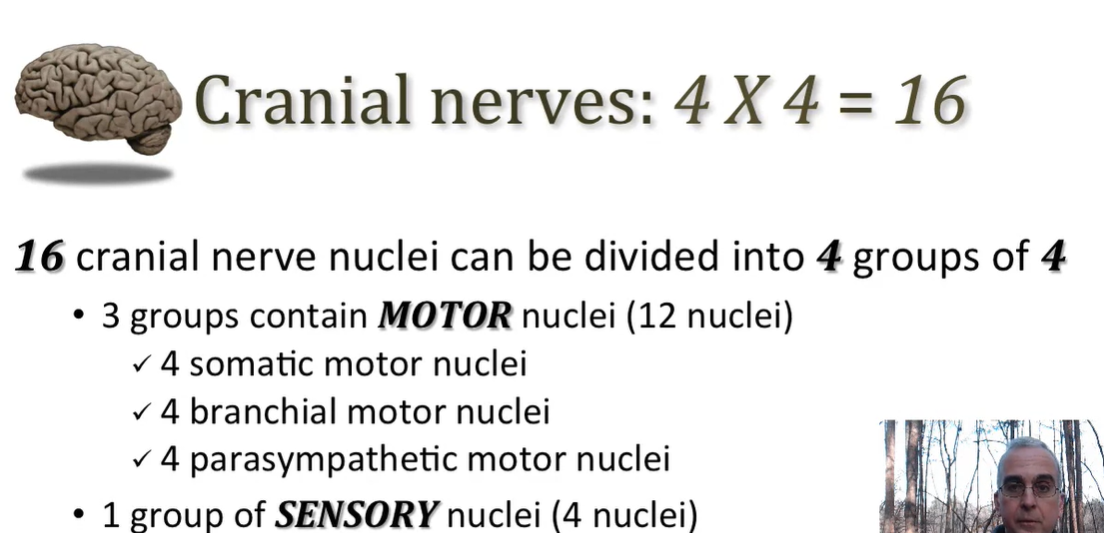 Cranial nerves: 4 X 4 = 16
16 cranial nerve nuclei can be divided into 4 groups of 4
• 3 groups contain MOTOR nuclei (12 nuclei)
✓ 4 somatic motor nuclei
✓ 4 branchial motor nuclei
✓ 4 parasympathetic motor nuclei
• 1 group of SENSORY nuclei (4 nuclei)